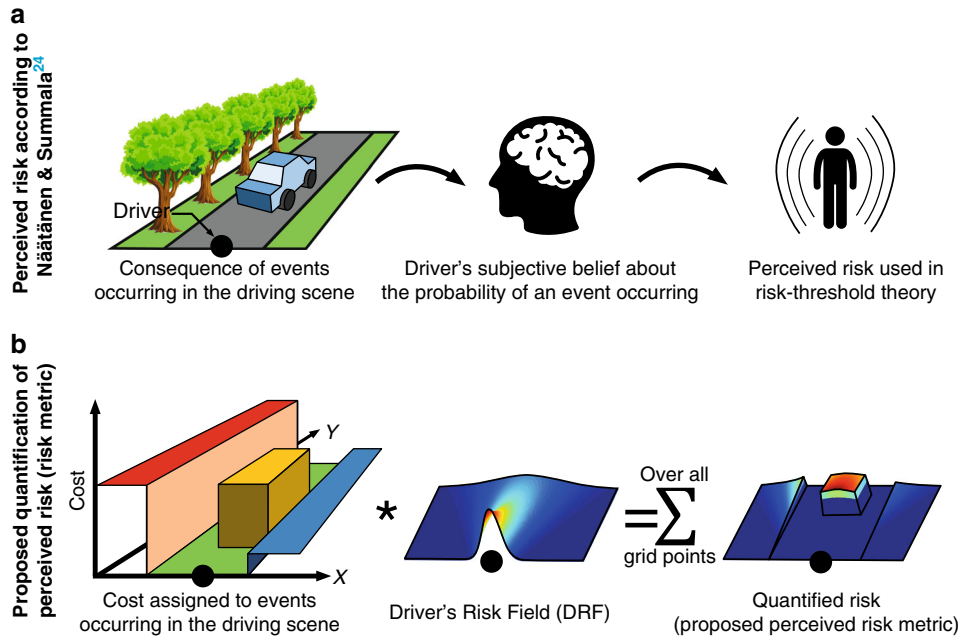 a
Perceived risk according to
Näätänen & Summala24
Driver
Consequence of events
occurring in the driving scene
Driver's subjective belief about
the probability of an event occurring
Perceived risk used in
risk-threshold theory
b
Proposed quantification of
perceived risk (risk metric)
Cost
Y
X
Cost assigned to events
occurring in the driving scene
*
Driver's Risk Field (DRF)
=
Over all
Σ
grid points
Quantified risk
(proposed perceived risk metric)